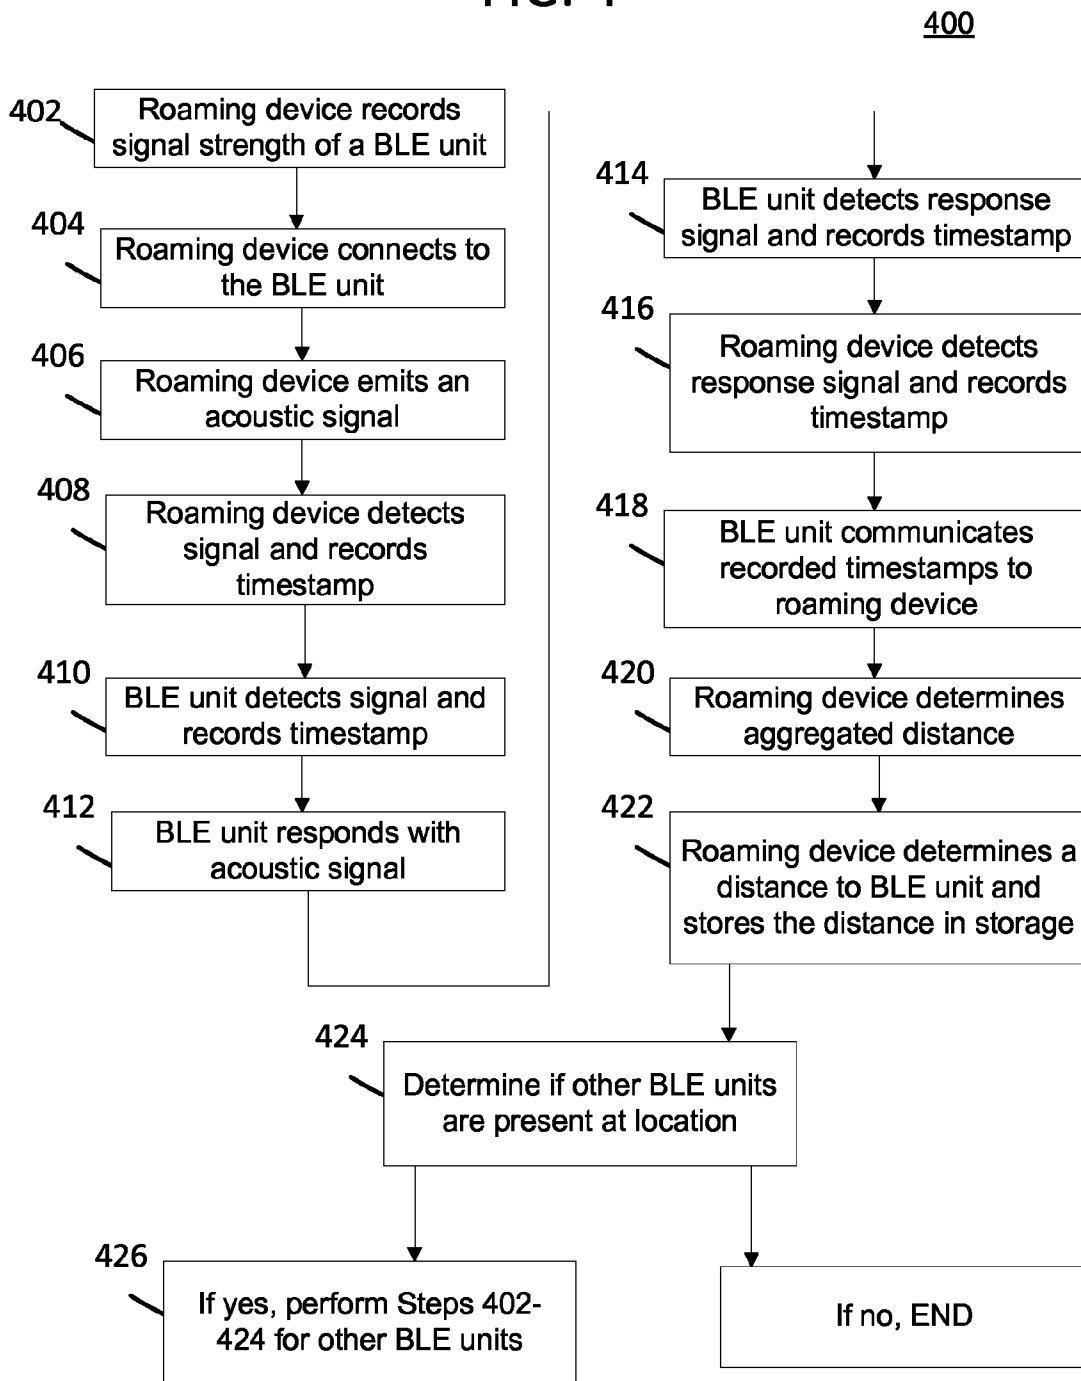 400
402
Roaming device records
signal strength of a BLE unit
404
Roaming device connects to
the BLE unit
406
Roaming device emits an
acoustic signal
408
Roaming device detects
signal and records
timestamp
410
BLE unit detects signal and
records timestamp
412
BLE unit responds with
acoustic signal
414
BLE unit detects response
signal and records timestamp
416
Roaming device detects
response signal and records
timestamp
418
BLE unit communicates
recorded timestamps to
roaming device
420
Roaming device determines
aggregated distance
422
Roaming device determines a
distance to BLE unit and
stores the distance in storage
424
Determine if other BLE units
are present at location
426
If yes, perform Steps 402-
424 for other BLE units
If no, END